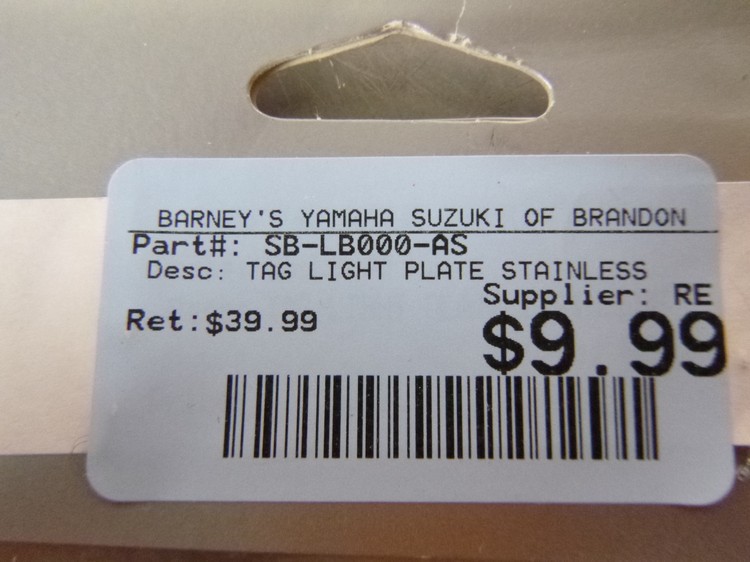 BARNEY'S YAMAHA SUZUKI OF BRANDON
Part#: SB-LB000-AS
Desc: TAG LIGHT PLATE STAINLESS
Supplier: RE
Ret:$39.99
$9.99